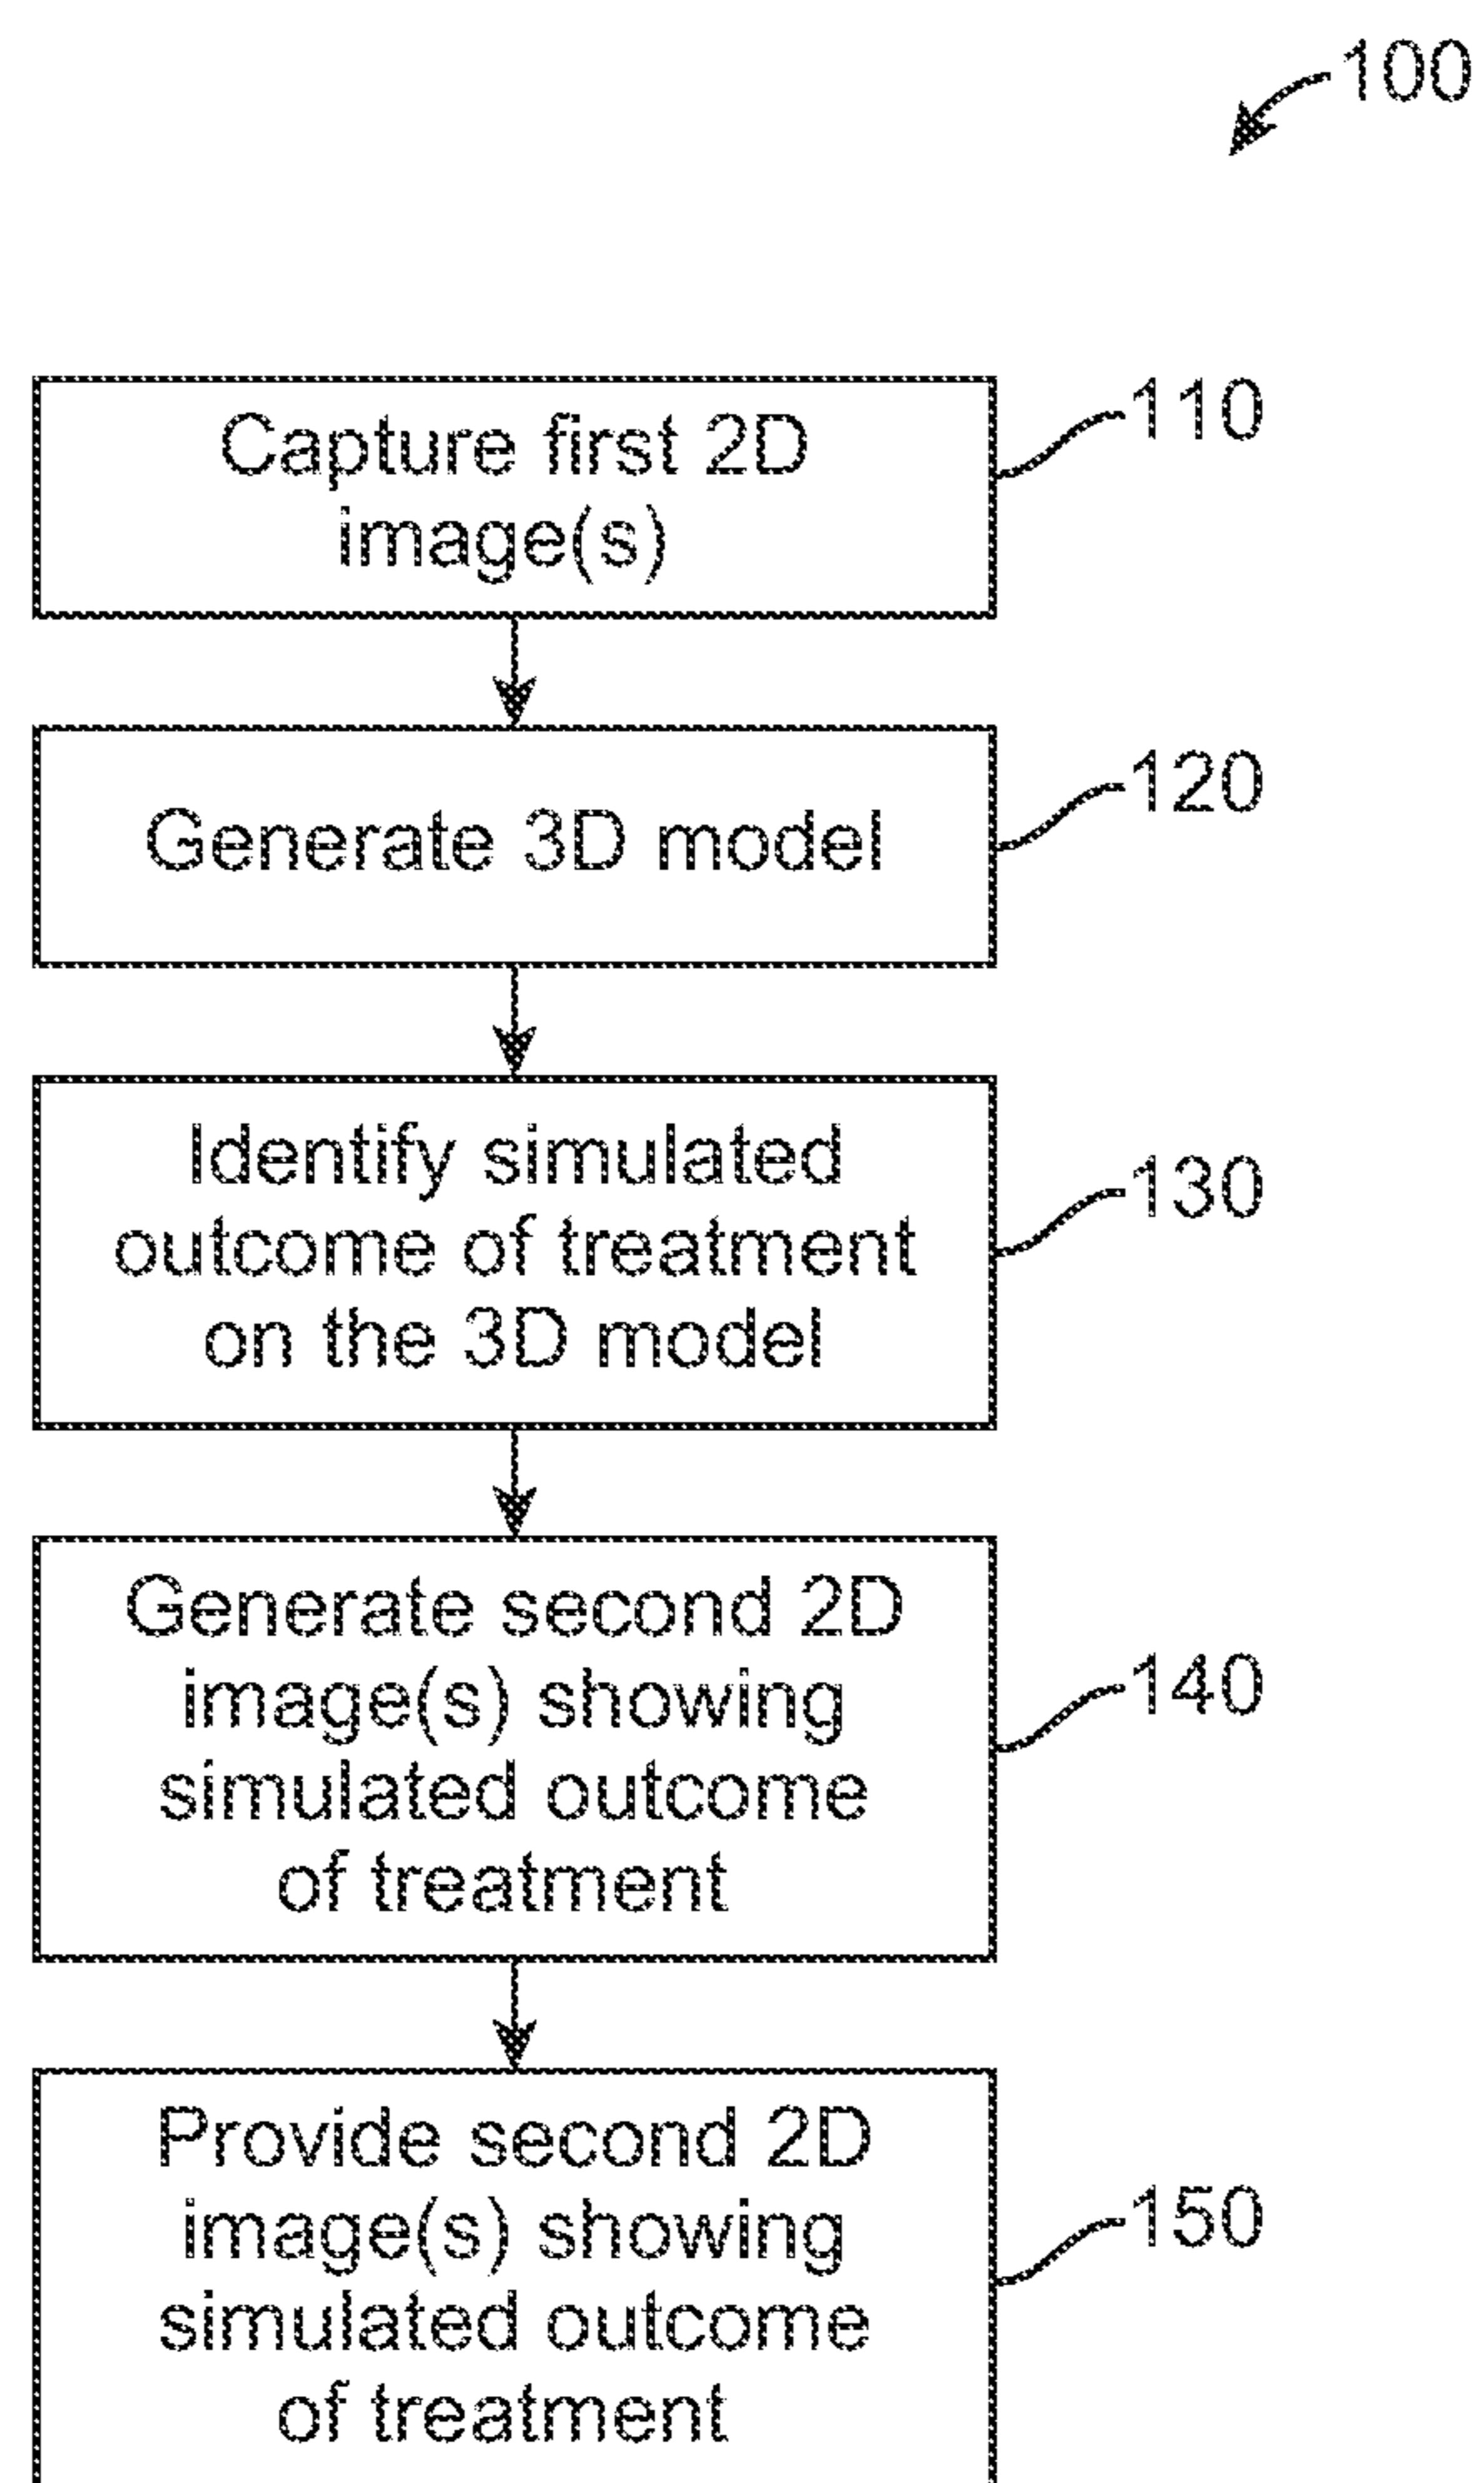 100
Capture first 2D
image(s)
110
Generate 3D model
120
Identify simulated
outcome of treatment
on the 3D model
130
Generate second 2D
image(s) showing
simulated outcome
of treatment
140
Provide second 2D
image(s) showing
simulated outcome
of treatment
150